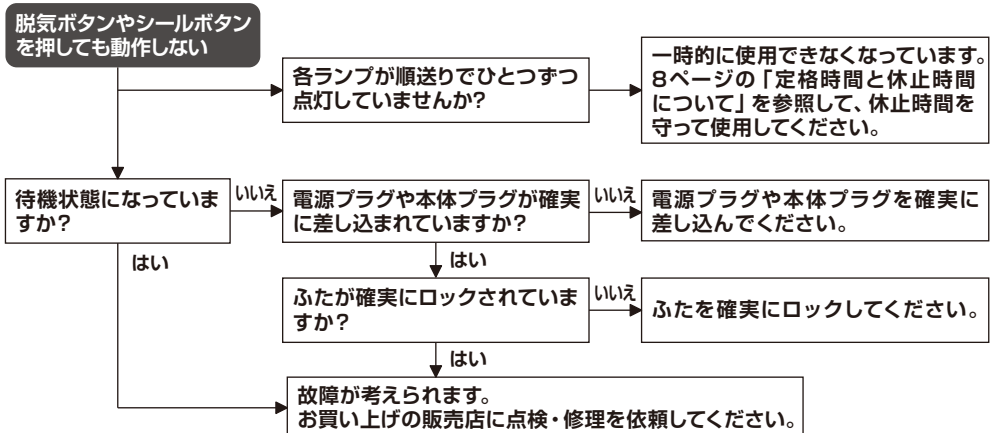 脱気ボタンやシールボタン
を押しても動作しない
各ランプが順送りでひとつずつ
点灯していませんか?
一時的に使用できなくなっています。
8ページの「定格時間と休止時間
について」を参照して、休止時間を
守って使用してください。
待機状態になっていま
すか?
いいえ
電源プラグや本体プラグが確実
に差し込まれていますか?
いいえ
電源プラグや本体プラグを確実に
差し込んでください。
はい
はい
ふたが確実にロックされていま
すか?
いいえ
ふたを確実にロックしてください。
はい
故障が考えられます。
お買い上げの販売店に点検・修理を依頼してください。